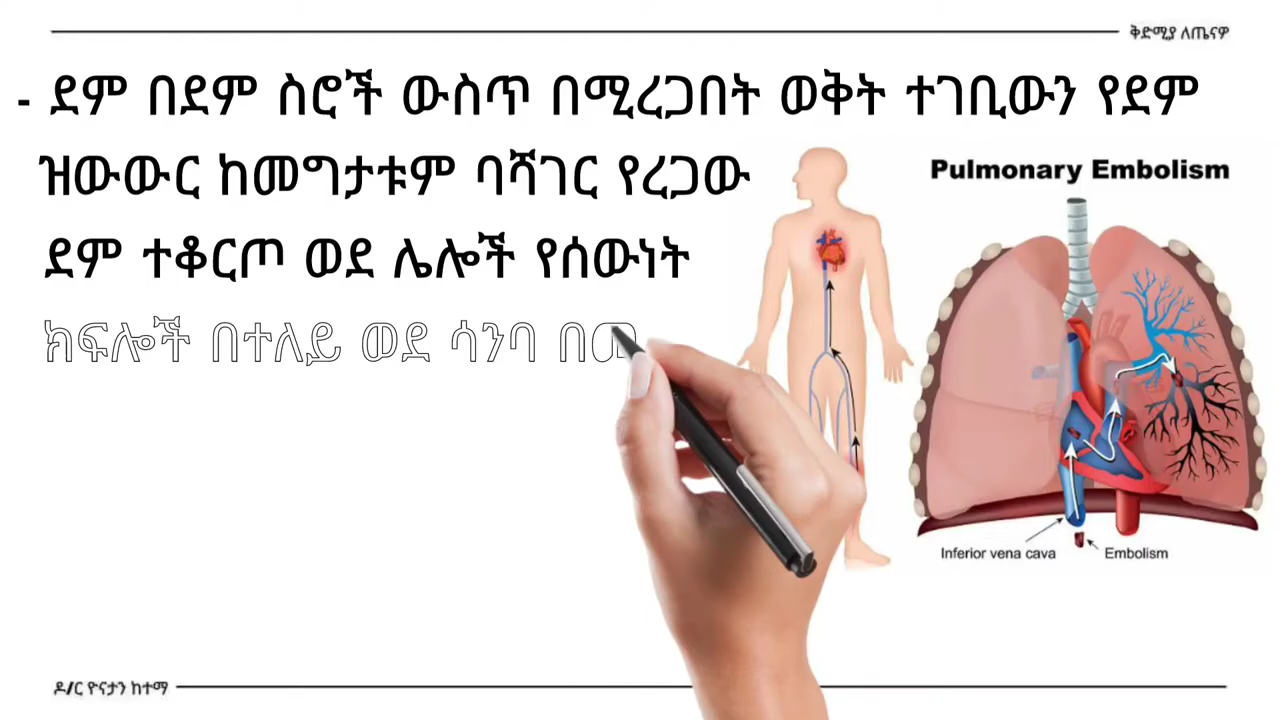 ቅድሚያ ለጤናዎ
- ደም በደም ስሮች ውስጥ በሚረጋበት ወቅት ተገቢውን የደም
ዝውውር ከመግታቱም ባሻገር የረጋው
ደም ተቆርጦ ወደ ሌሎች የሰውነት
ክፍሎች በተለይ ወደ ሳንባ
Pulmonary Embolism
Inferior vena cava
Embolism
ዶ/ር ዮናታን ከተማ